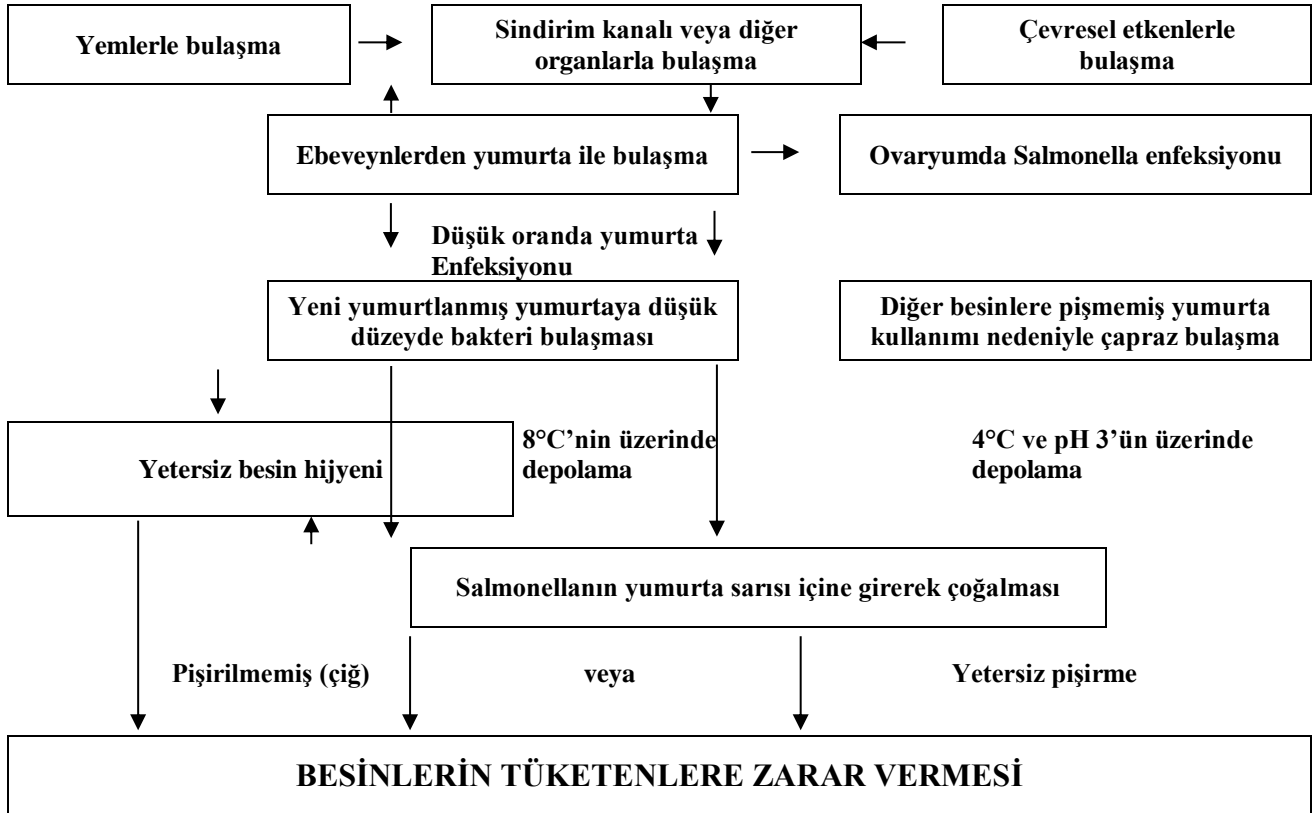 Yemlerle bulaşma
Sindirim kanalı veya diğer
organlarla bulaşma
Çevresel etkenlerle
bulaşma
Ebeveynlerden yumurta ile bulaşma
Ovaryumda Salmonella enfeksiyonu
Düşük oranda yumurta
Enfeksiyonu
Yeni yumurtlanmış yumurtaya düşük
düzeyde bakteri bulaşması
Diğer besinlere pişmemiş yumurta
kullanımı nedeniyle çapraz bulaşma
Yetersiz besin hijyeni
8°C’nin üzerinde
depolama
4°C ve pH 3’ün üzerinde
depolama
Salmonellanın yumurta sarısı içine girerek çoğalması
Pişirilmemiş (çiğ)
veya
Yetersiz pişirme
BESİNLERİN TÜKETENLERE ZARAR VERMESİ